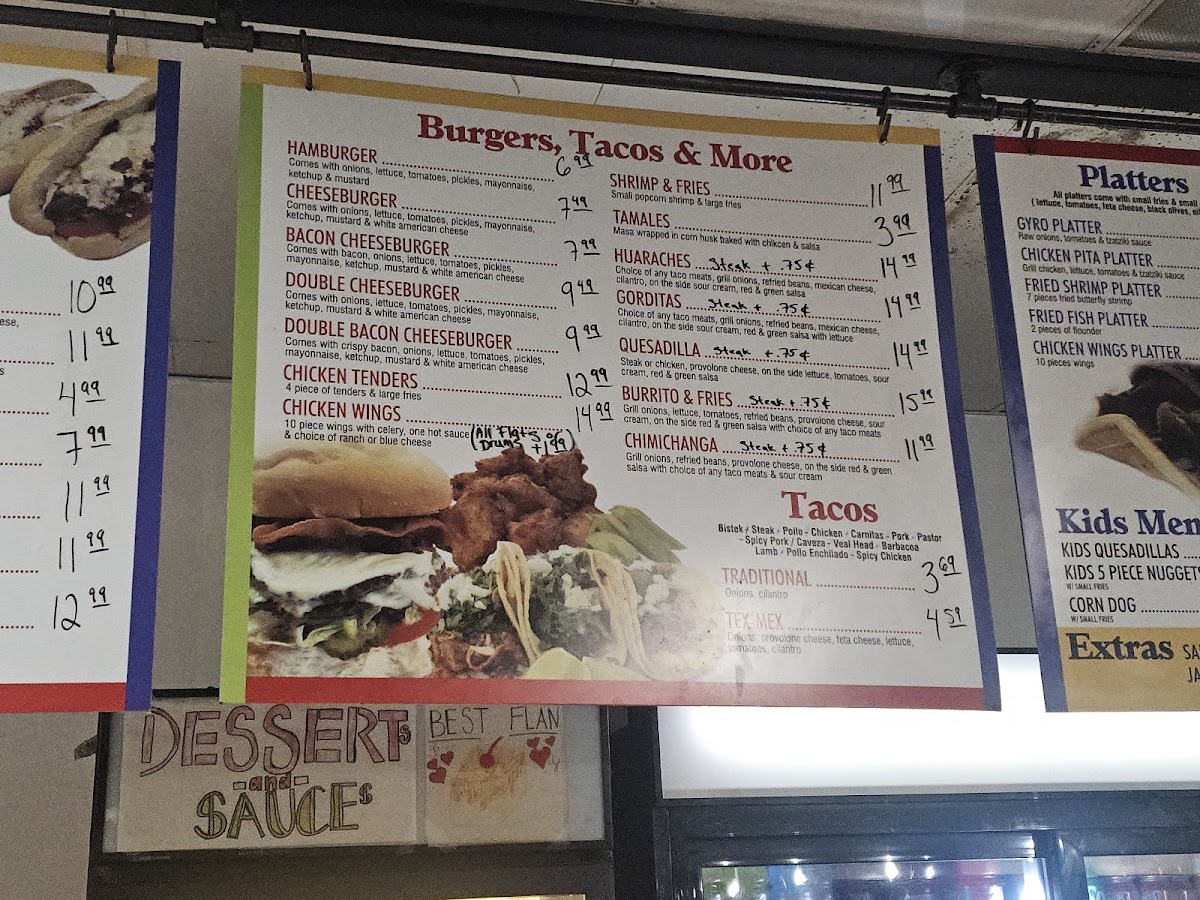 10.99
ese,
11.99
s
4.99
7.99
11.99
11.99
12.99
Burgers, Tacos & More
HAMBURGER 6.99
Comes with onions, lettuce, tomatoes, pickles, mayonnaise,
ketchup & mustard
CHEESEBURGER 7.49
Comes with onions, lettuce, tomatoes, pickles, mayonnaise,
ketchup, mustard & white american cheese
BACON CHEESEBURGER 7.99
Comes with bacon, onions, lettuce, tomatoes, pickles,
mayonnaise, ketchup, mustard & white american cheese
DOUBLE CHEESEBURGER 9.49
Comes with onions, lettuce, tomatoes, pickles, mayonnaise,
ketchup, mustard & white american cheese
DOUBLE BACON CHEESEBURGER 9.99
Comes with crispy bacon, onions, lettuce, tomatoes, pickles,
mayonnaise, ketchup, mustard & white american cheese
CHICKEN TENDERS 12.99
4 piece of tenders & large fries
CHICKEN WINGS 14.99
10 piece wings with celery, one hot sauce
& choice of ranch or blue cheese
(All Flats or
Drums +1.99)
SHRIMP & FRIES 11.99
Small popcorn shrimp & large fries
TAMALES 3.99
Masa wrapped in corn husk baked with chikcen & salsa
HUARACHES Steak + .75¢ 14.99
Choice of any taco meats, grill onions, refried beans, mexican cheese,
cilantro, on the side sour cream, red & green salsa
GORDITAS Steak + .75¢ 14.99
Choice of any taco meats, grill onions, refried beans, mexican cheese,
cilantro, on the side sour cream, red & green salsa with lettuce
QUESADILLA Steak + .75¢ 14.99
Steak or chicken, provolone cheese, on the side lettuce, tomatoes, sour
cream, red & green salsa
BURRITO & FRIES Steak + .75¢ 15.99
Grill onions, lettuce, tomatoes, refried beans, provolone cheese, sour
cream, on the side red & green salsa with choice of any taco meats
CHIMICHANGA Steak + .75¢ 11.99
Grill onions, refried beans, provolone cheese, on the side red & green
salsa with choice of any taco meats & sour cream
Tacos
Bistek / Steak - Pollo - Chicken / Carnitas - Pork - Pastor
- Spicy Pork / Caveza - Veal Head - Barbacoa
Lamb - Pollo Enchilado - Spicy Chicken
TRADITIONAL 3.69
Onions, cilantro
TEX-MEX 4.59
Onions, provolone cheese, feta cheese, lettuce,
tomatoes, cilantro
Platters
All platters come with small fries & small
( lettuce, tomatoes, feta cheese, black olives,
GYRO PLATTER
Raw onions, tomatoes & tzatziki sauce
CHICKEN PITA PLATTER
Grill chicken, lettuce, tomatoes & tzatziki sauce
FRIED SHRIMP PLATTER
7 pieces fried butterfly shrimp
FRIED FISH PLATTER
2 pieces of flounder
CHICKEN WINGS PLATTER
10 pieces wings
Kids Men
KIDS QUESADILLAS
KIDS 5 PIECE NUGGETS
W/ SMALL FRIES
CORN DOG
W/ SMALL FRIES
Extras SA
JA
DESSERTs
-and-
$AUCE$
BEST FLAN